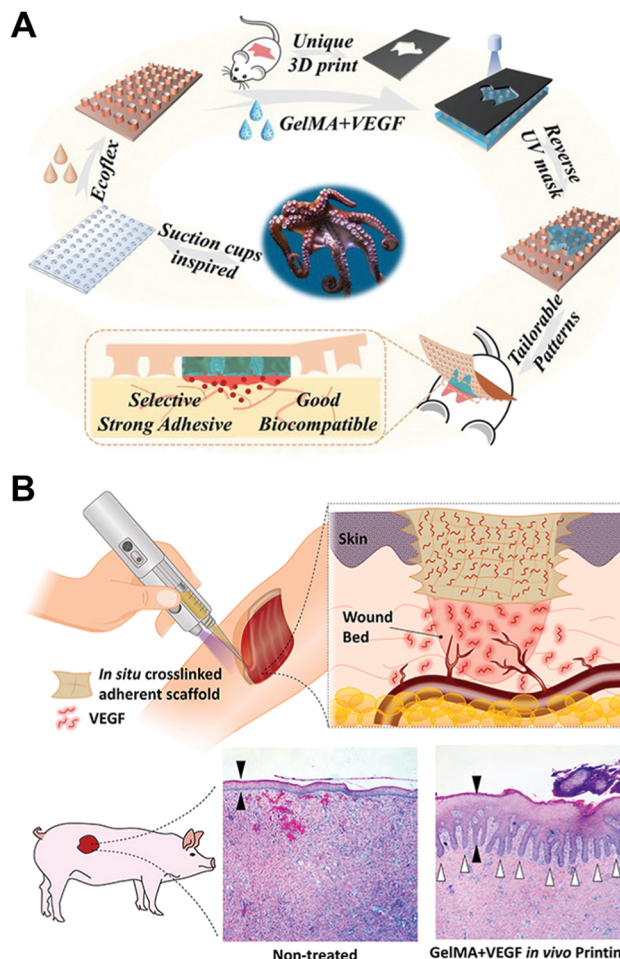 A
Unique
3D print
GelMA+VEGF
Reverse
UV mask
Ecoflex
Suction cups
inspired
Tailorable
Patterns
Selective
Strong Adhesive
Good
Biocompatible
B
Skin
Wound
Bed
In situ crosslinked
adherent scaffold
VEGF
Non-treated
GelMA+VEGF in vivo Printin